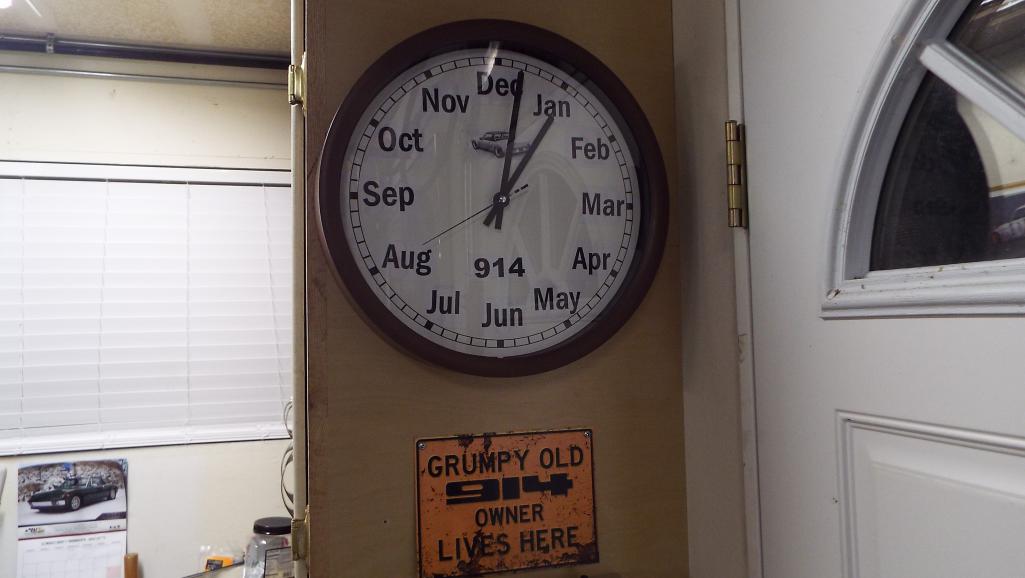 Dec
Jan
Feb
Mar
Apr
May
Jun
Jul
Aug
Sep
Oct
Nov
914
GRUMPY OLD
914
OWNER
LIVES HERE